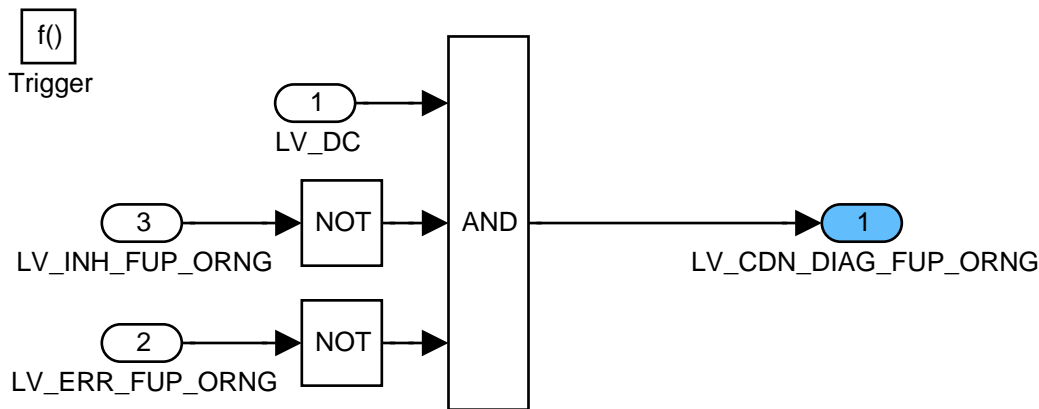 f()
Trigger
1
LV_DC
3
LV_INH_FUP_ORNG
NOT
2
LV_ERR_FUP_ORNG
NOT
AND
1
LV_CDN_DIAG_FUP_ORNG